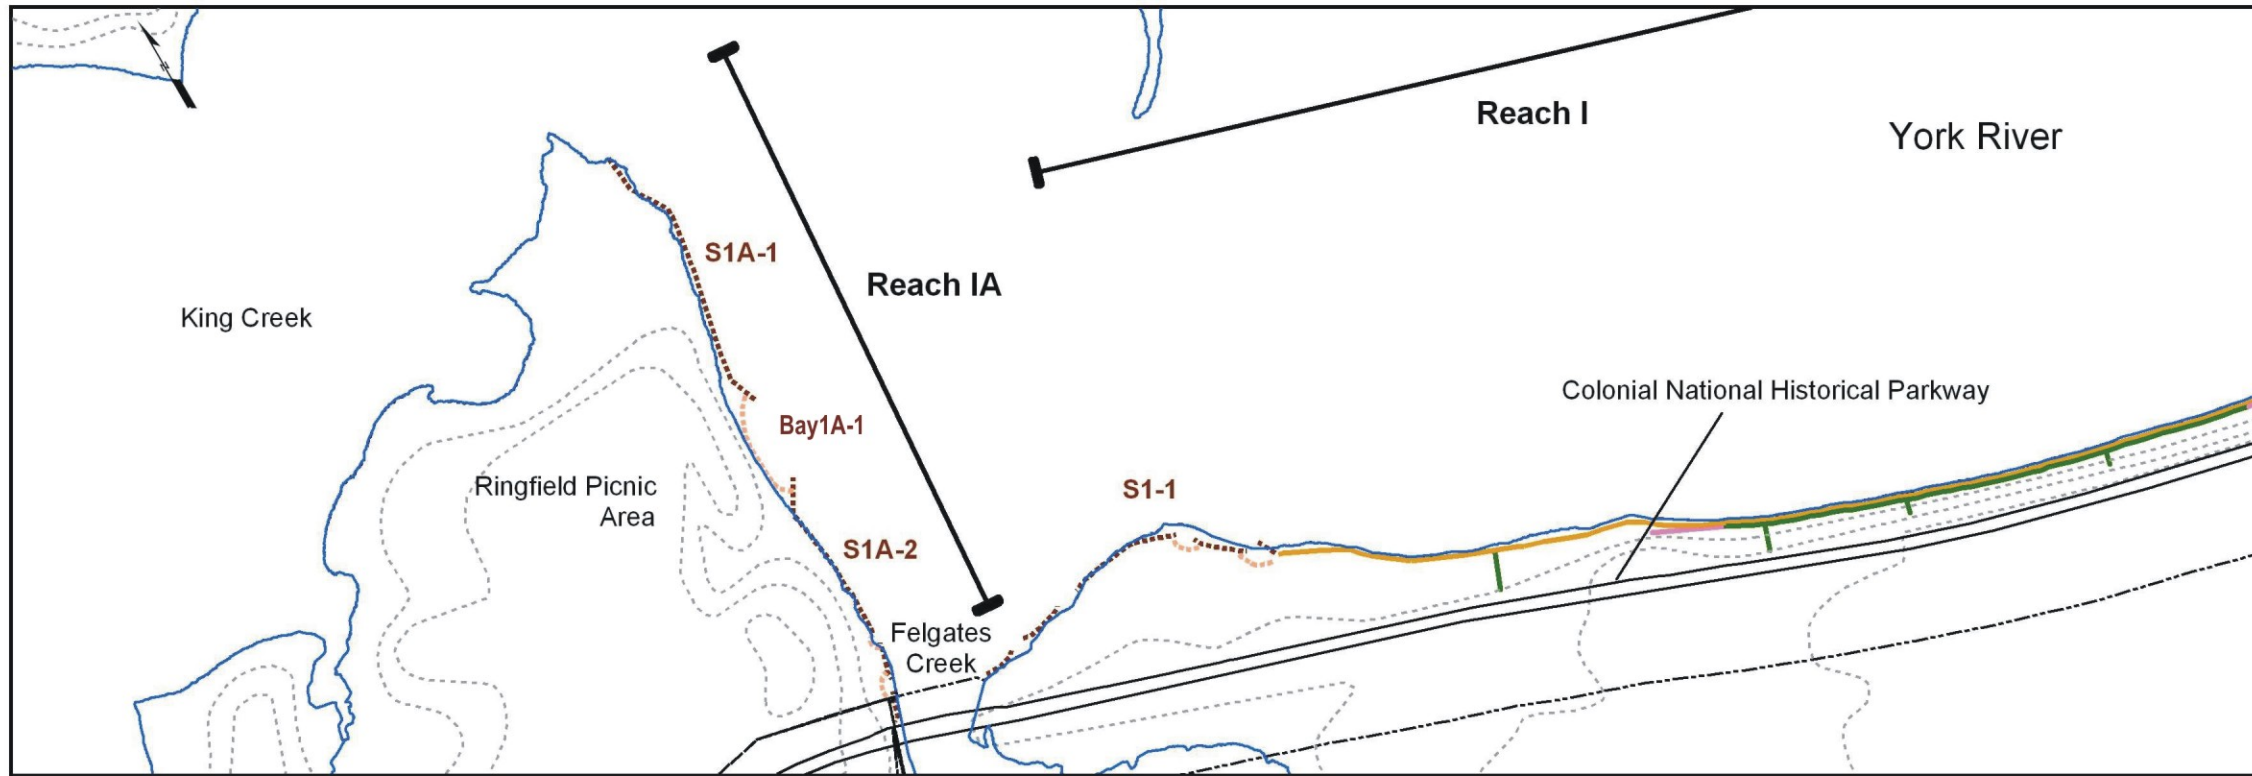 Reach I
York River
S1A-1
Reach IA
King Creek
Colonial National Historical Parkway
Bay1A-1
Ringfield Picnic
Area
S1-1
S1A-2
Felgates
Creek